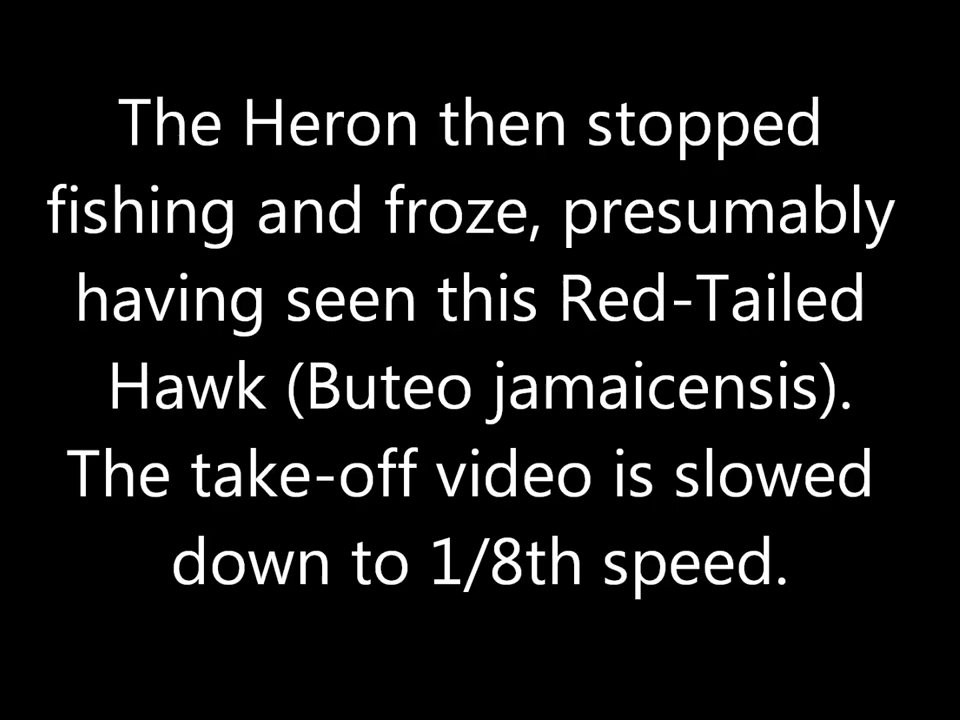 The Heron then stopped
fishing and froze, presumably
having seen this Red-Tailed
Hawk (Buteo jamaicensis).
The take-off video is slowed
down to 1/8th speed.